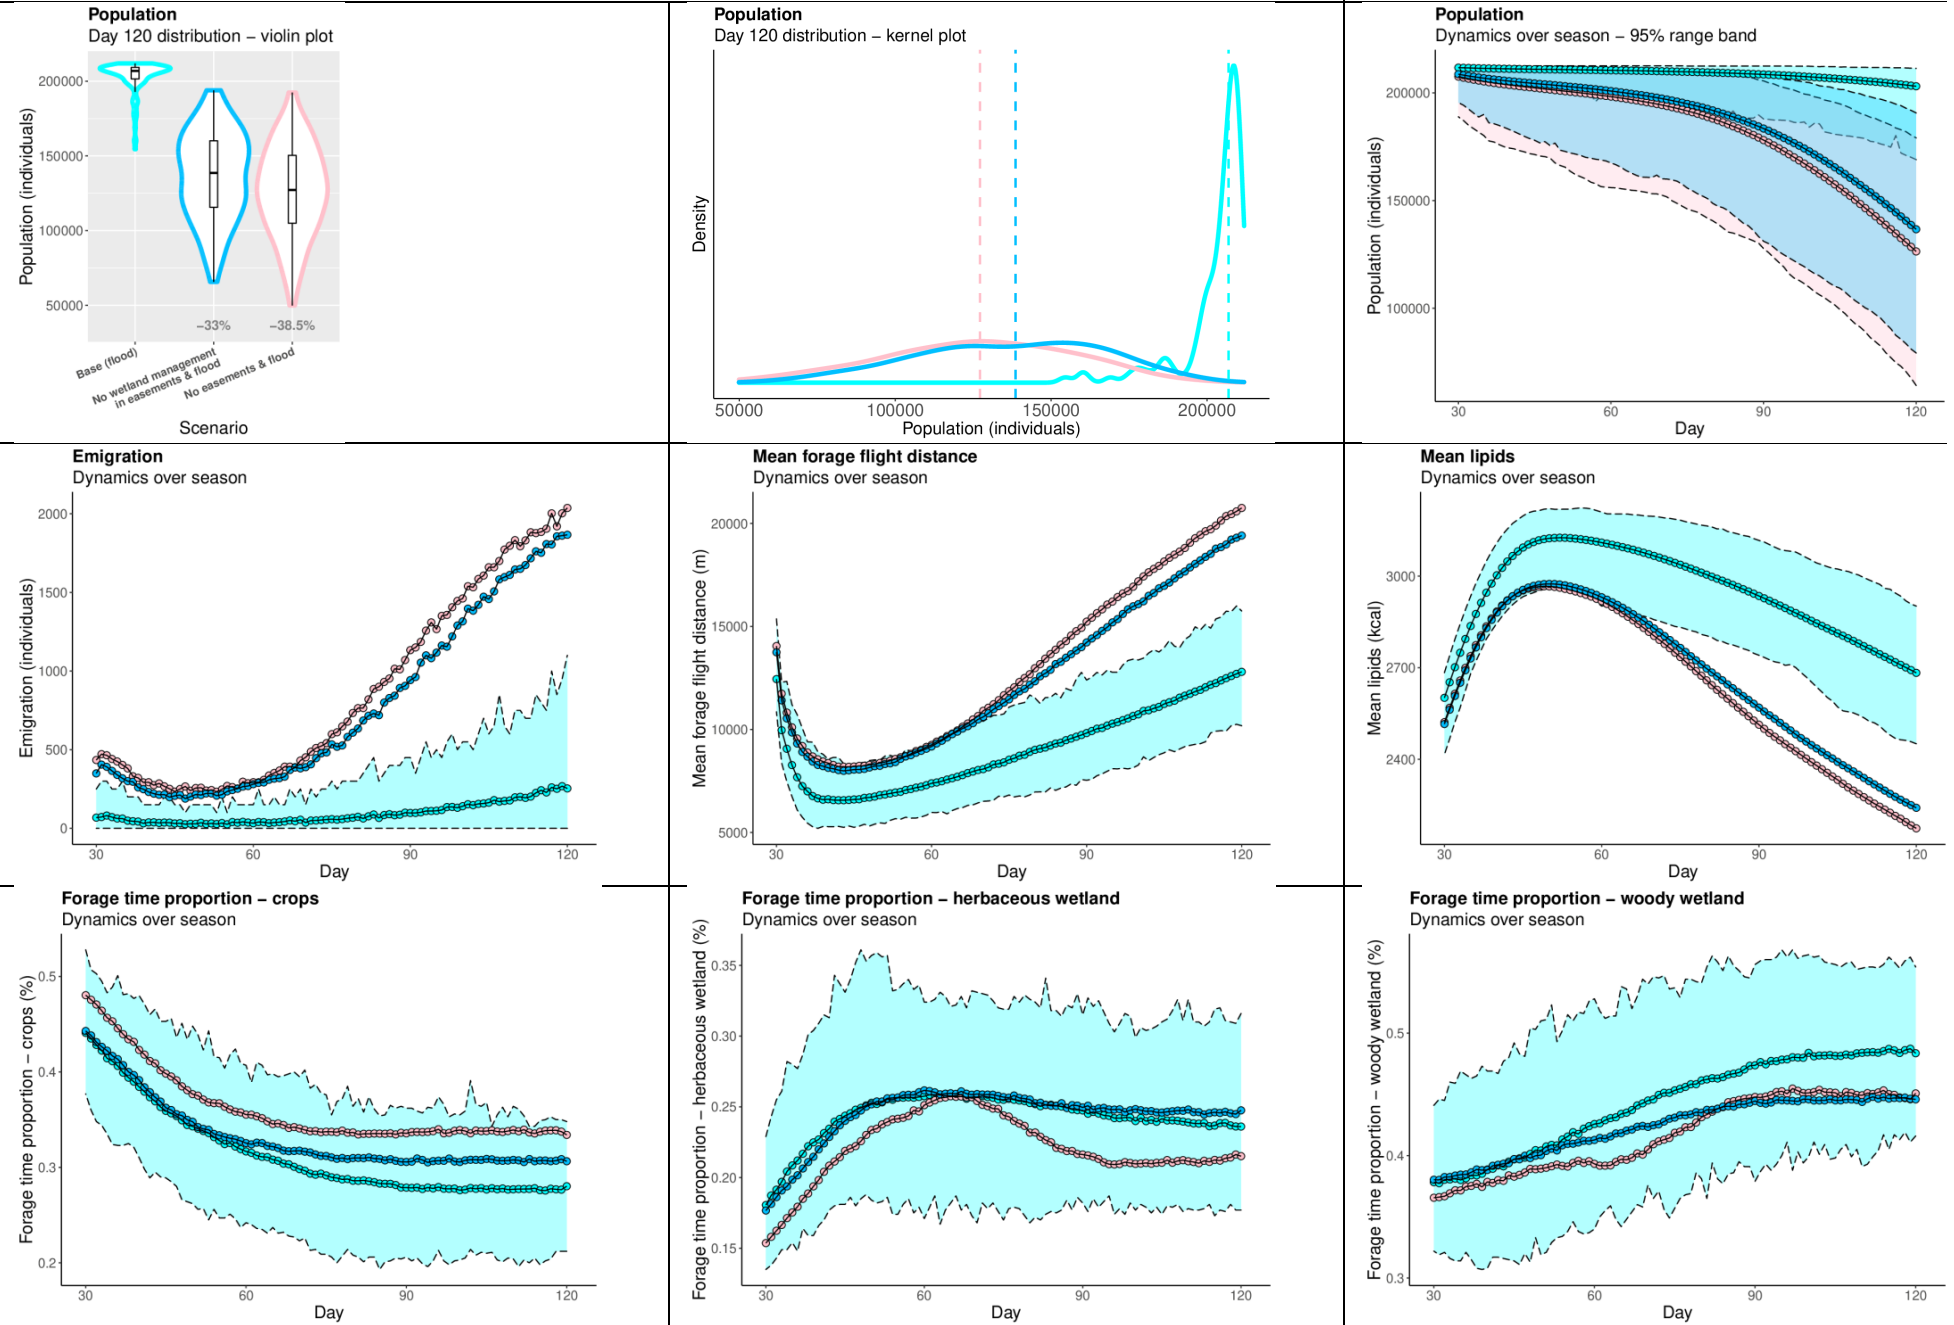 Population
Day 120 distribution – violin plot
Population (individuals)
200000
150000
100000
50000
–33%
–38.5%
Base (flood)
No wetland management
in easements & flood
No easements & flood
Scenario
Population
Day 120 distribution – kernel plot
Density
50000
100000
150000
200000
Population (individuals)
Population
Dynamics over season – 95% range band
Population (individuals)
200000
150000
100000
30
60
90
120
Day
Emigration
Dynamics over season
Emigration (individuals)
2000
1500
1000
500
0
30
60
90
120
Day
Mean forage flight distance
Dynamics over season
Mean forage flight distance (m)
20000
15000
10000
5000
30
60
90
120
Day
Mean lipids
Dynamics over season
Mean lipids (kcal)
3000
2700
2400
30
60
90
120
Day
Forage time proportion – crops
Dynamics over season
Forage time proportion – crops (%)
0.5
0.4
0.3
0.2
30
60
90
120
Day
Forage time proportion – herbaceous wetland
Dynamics over season
Forage time proportion – herbaceous wetland (%)
0.35
0.30
0.25
0.20
0.15
30
60
90
120
Day
Forage time proportion – woody wetland
Dynamics over season
Forage time proportion – woody wetland (%)
0.5
0.4
0.3
30
60
90
120
Day